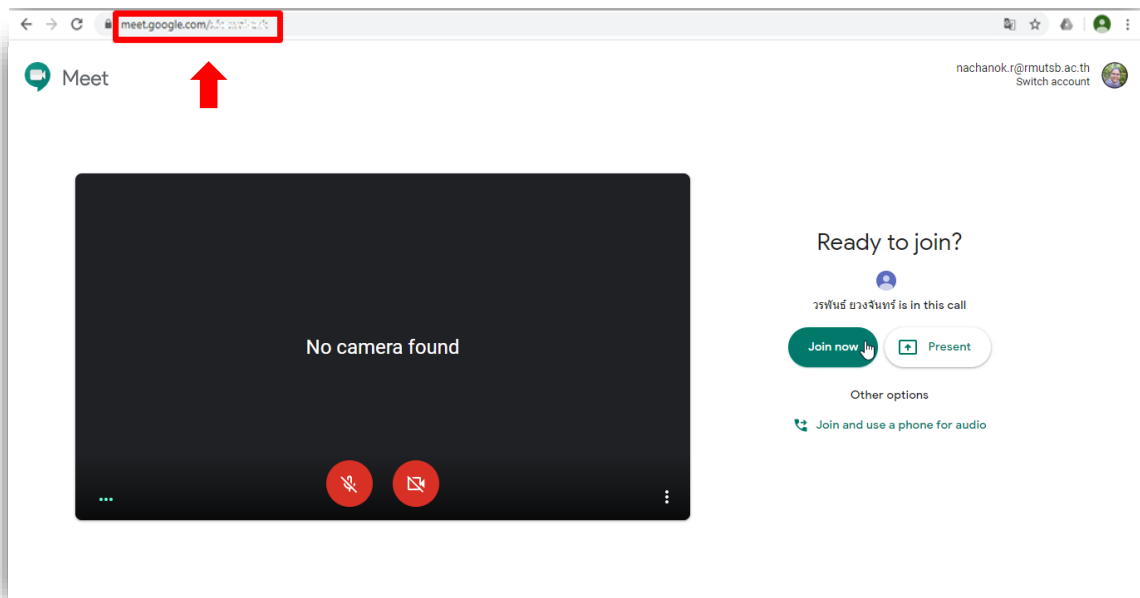 meet.google.com/
Meet
nachanok.r@rmutsb.ac.th
Switch account
Ready to join?
วรพันธ์ ยวงจันทร์ is in this call
No camera found
Join now
Present
Other options
Join and use a phone for audio